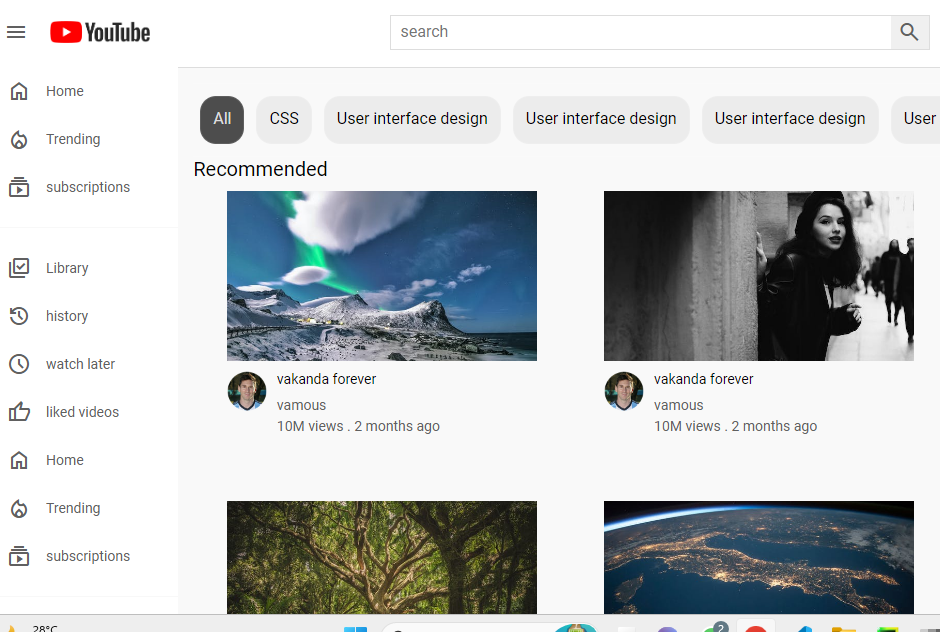 YouTube
search
Home
Trending
subscriptions
Library
history
watch later
liked videos
Home
Trending
subscriptions
All
CSS
User interface design
User interface design
User interface design
User
Recommended
vakanda forever
vamous
10M views . 2 months ago
vakanda forever
vamous
10M views . 2 months ago
28°C
2